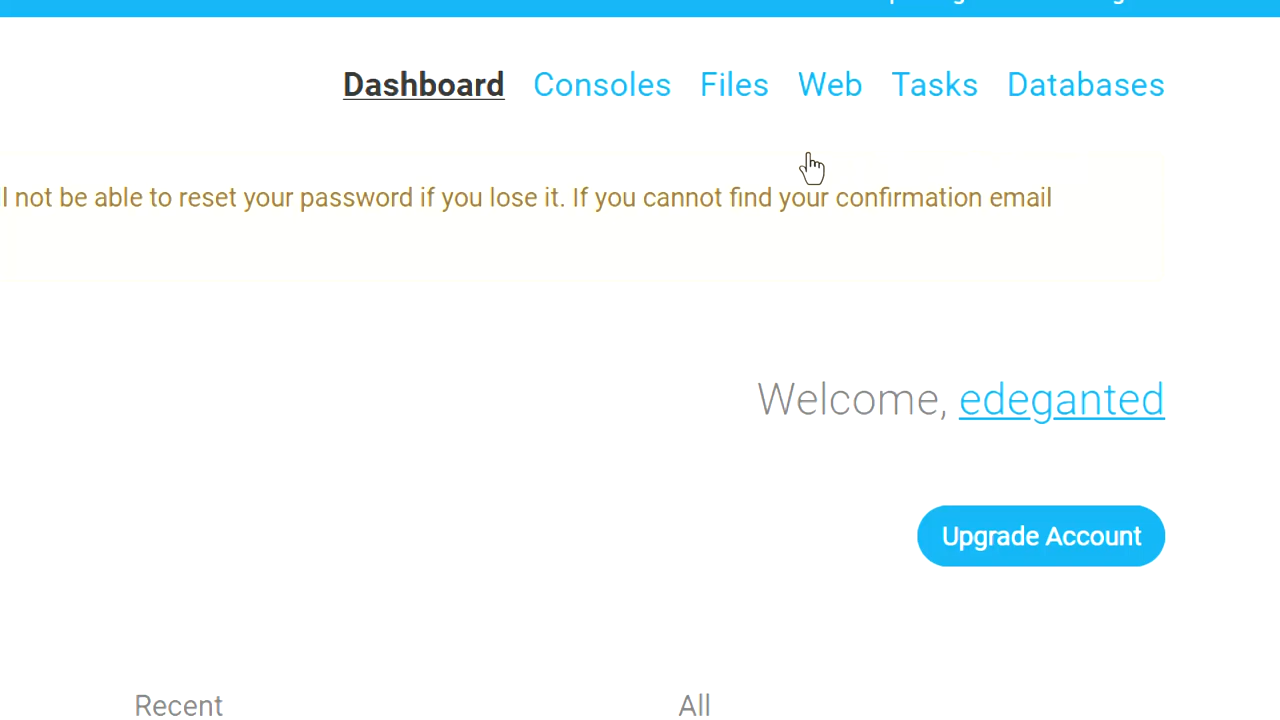 Dashboard Consoles Files Web Tasks Databases
not be able to reset your password if you lose it. If you cannot find your confirmation email
Welcome, edeganted
Upgrade Account
Recent All